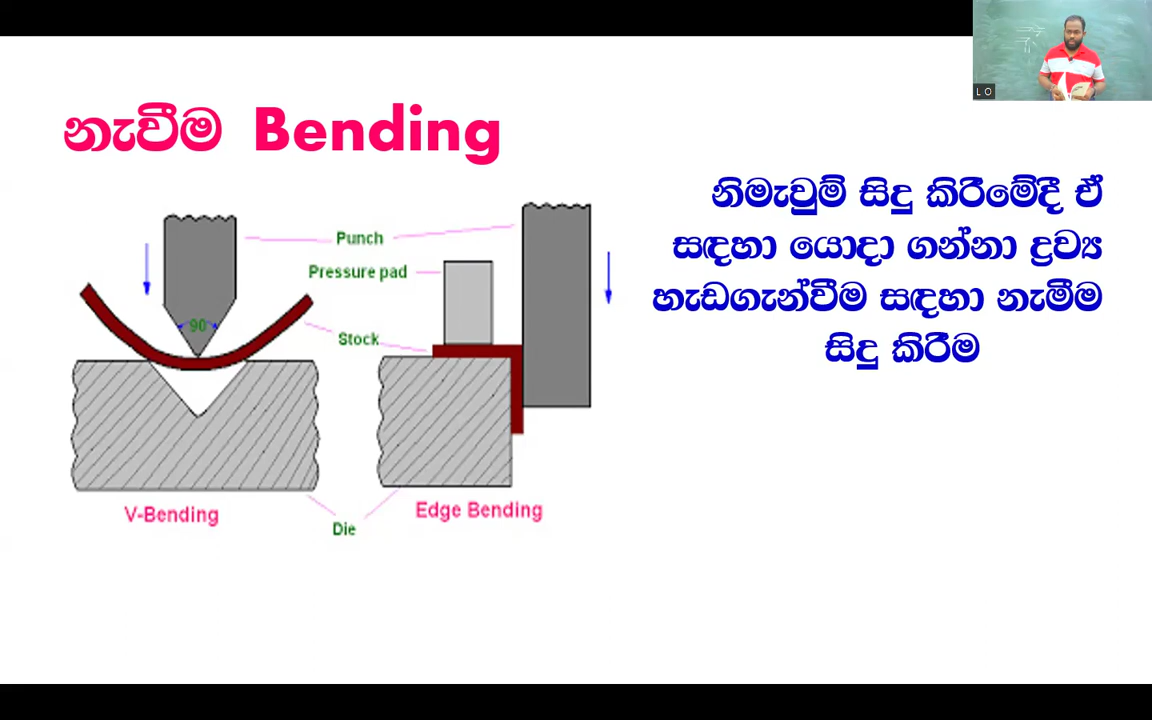 L O
නැවීම Bending
නිමැවුම් සිදු කිරීමේදී ඒ
සඳහා යොදා ගන්නා ද්‍රව්‍ය
හැඩගැන්වීම සඳහා නැමීම
සිදු කිරීම
Punch
Pressure pad
90
Stock
V-Bending
Edge Bending
Die